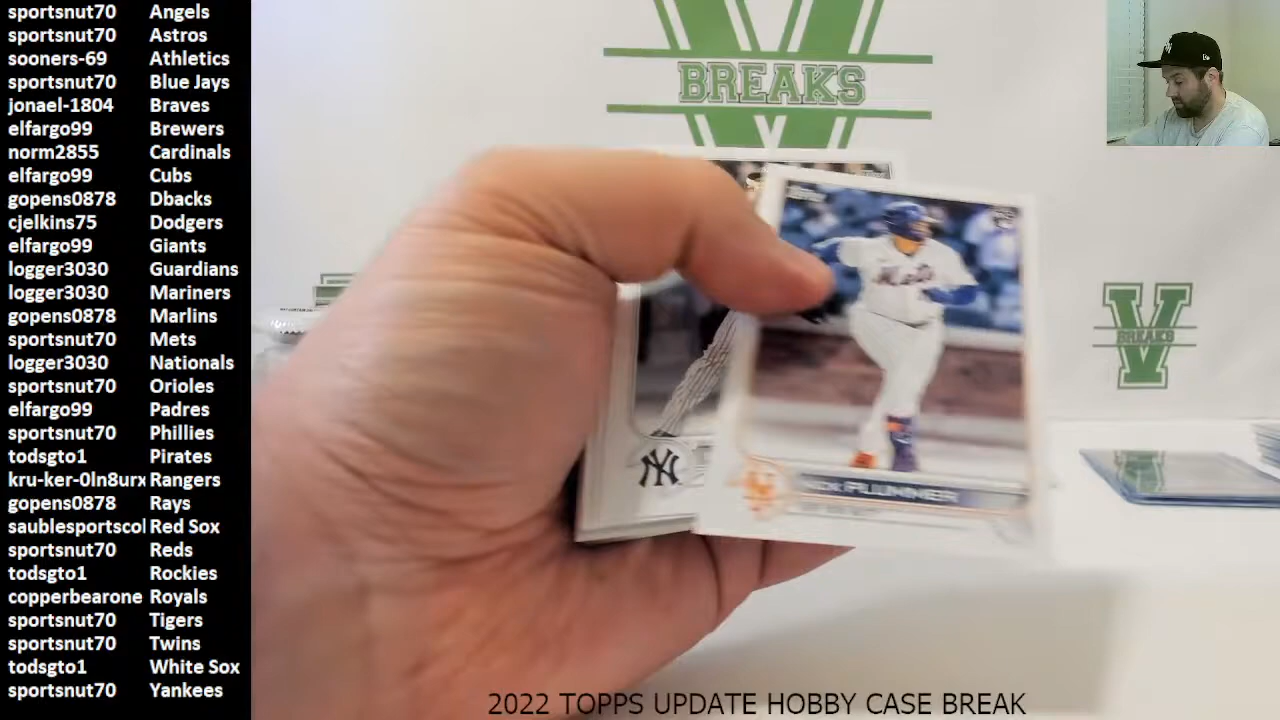 sportsnut70 Angels
sportsnut70 Astros
sooners-69 Athletics
sportsnut70 Blue Jays
jonael-1804 Braves
elfargo99 Brewers
norm2855 Cardinals
elfargo99 Cubs
gopens0878 Dbacks
cjelkins75 Dodgers
elfargo99 Giants
logger3030 Guardians
logger3030 Mariners
gopens0878 Marlins
sportsnut70 Mets
logger3030 Nationals
sportsnut70 Orioles
elfargo99 Padres
sportsnut70 Phillies
todsgto1 Pirates
kru-ker-0ln8urx Rangers
gopens0878 Rays
saublesportscol Red Sox
sportsnut70 Reds
todsgto1 Rockies
copperbearone Royals
sportsnut70 Tigers
sportsnut70 Twins
todsgto1 White Sox
sportsnut70 Yankees
V
BREAKS
Mets
NY
PLUMMER
V
BREAKS
2022 TOPPS UPDATE HOBBY CASE BREAK